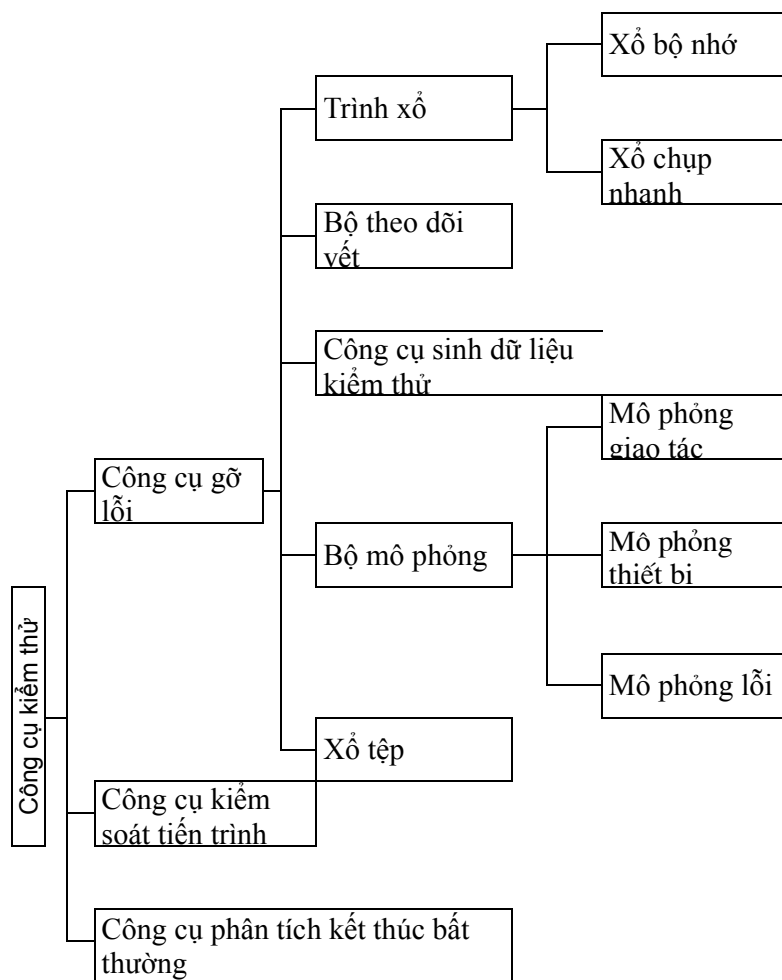 Xổ bộ nhớ
Trình xổ
Xổ chụp
nhanh
Bộ theo dõi
vết
Công cụ sinh dữ liệu
kiểm thử
Mô phỏng
giao tác
Công cụ gỡ
lỗi
Bộ mô phỏng
Mô phỏng
thiết bi
Mô phỏng lỗi
Công cụ kiểm thử
Xổ tệp
Công cụ kiểm
soát tiến trình
Công cụ phân tích kết thúc bất
thường